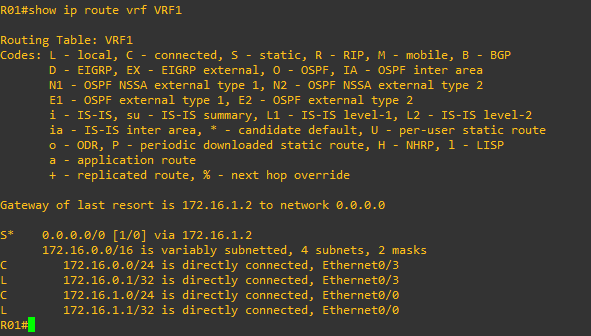 R01#show ip route vrf VRF1
Routing Table: VRF1
Codes: L - local, C - connected, S - static, R - RIP, M - mobile, B - BGP
D - EIGRP, EX - EIGRP external, O - OSPF, IA - OSPF inter area
N1 - OSPF NSSA external type 1, N2 - OSPF NSSA external type 2
E1 - OSPF external type 1, E2 - OSPF external type 2
i - IS-IS, su - IS-IS summary, L1 - IS-IS level-1, L2 - IS-IS level-2
ia - IS-IS inter area, * - candidate default, U - per-user static route
o - ODR, P - periodic downloaded static route, H - NHRP, l - LISP
a - application route
+ - replicated route, % - next hop override
Gateway of last resort is 172.16.1.2 to network 0.0.0.0
S* 0.0.0.0/0 [1/0] via 172.16.1.2
172.16.0.0/16 is variably subnetted, 4 subnets, 2 masks
C 172.16.0.0/24 is directly connected, Ethernet0/3
L 172.16.0.1/32 is directly connected, Ethernet0/3
C 172.16.1.0/24 is directly connected, Ethernet0/0
L 172.16.1.1/32 is directly connected, Ethernet0/0
R01#